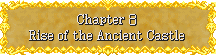 Chapter 8
Rise of the Ancient Castle